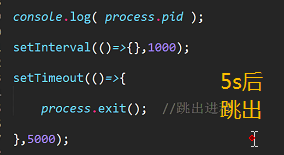 console.log( process.pid );
setInterval(()=>{},1000);
setTimeout(()=>{
5s后
process.exit(); //跳出进
跳出
},5000);